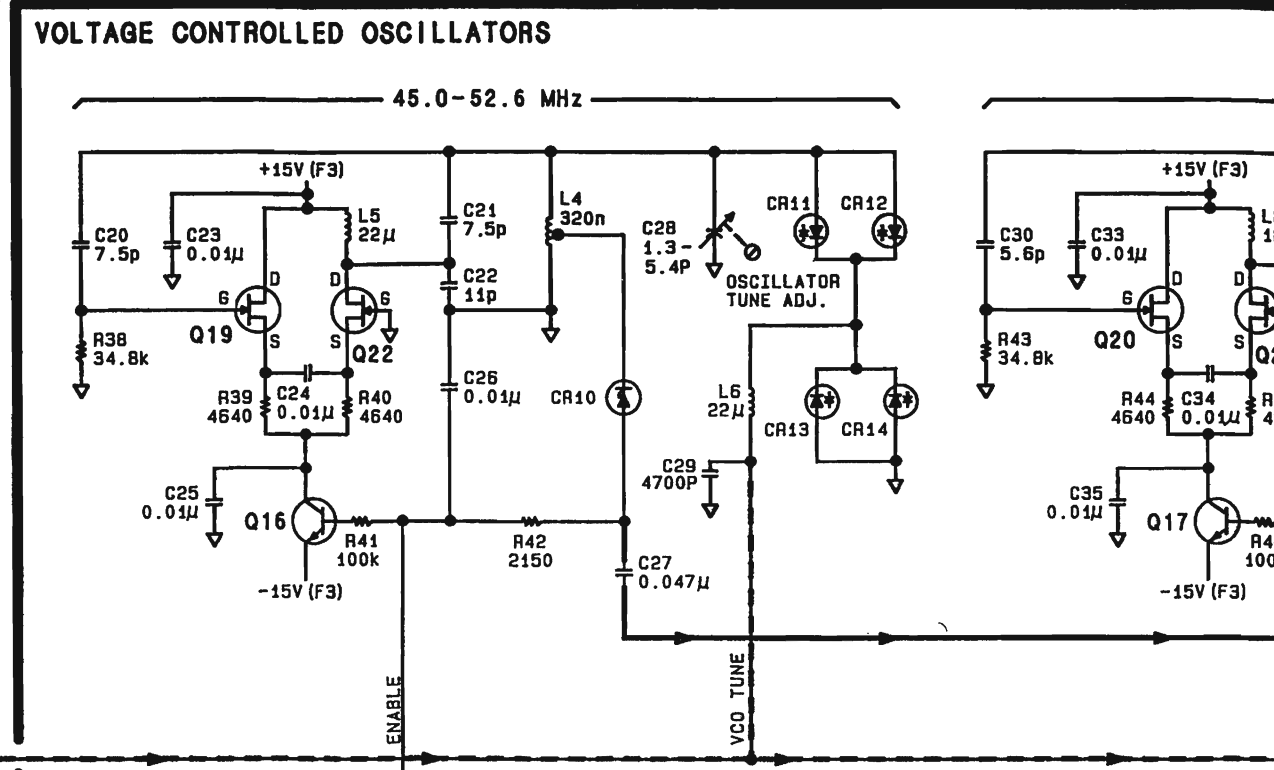 VOLTAGE CONTROLLED OSCILLATORS
45.0-52.6 MHz
+15V (F3)
+15V (F3)
C20
7.5p
C23
0.01µ
L5
22µ
C21
7.5p
L4
320n
C28
1.3-
5.4P
CR11
CR12
C30
5.6p
C33
0.01µ
C22
11p
OSCILLATOR
TUNE ADJ.
D
D
G
G
S
S
Q19
Q22
D
G
S
Q20
R38
34.8k
R43
34.8k
R39
4640
C24
0.01µ
R40
4640
C26
0.01µ
CR10
L6
22µ
CR13
CR14
R44
4640
C34
0.01µ
C25
0.01µ
Q16
C29
4700P
C35
0.01µ
Q17
R41
100k
R42
2150
C27
0.047µ
-15V (F3)
-15V (F3)
ENABLE
VCO TUNE